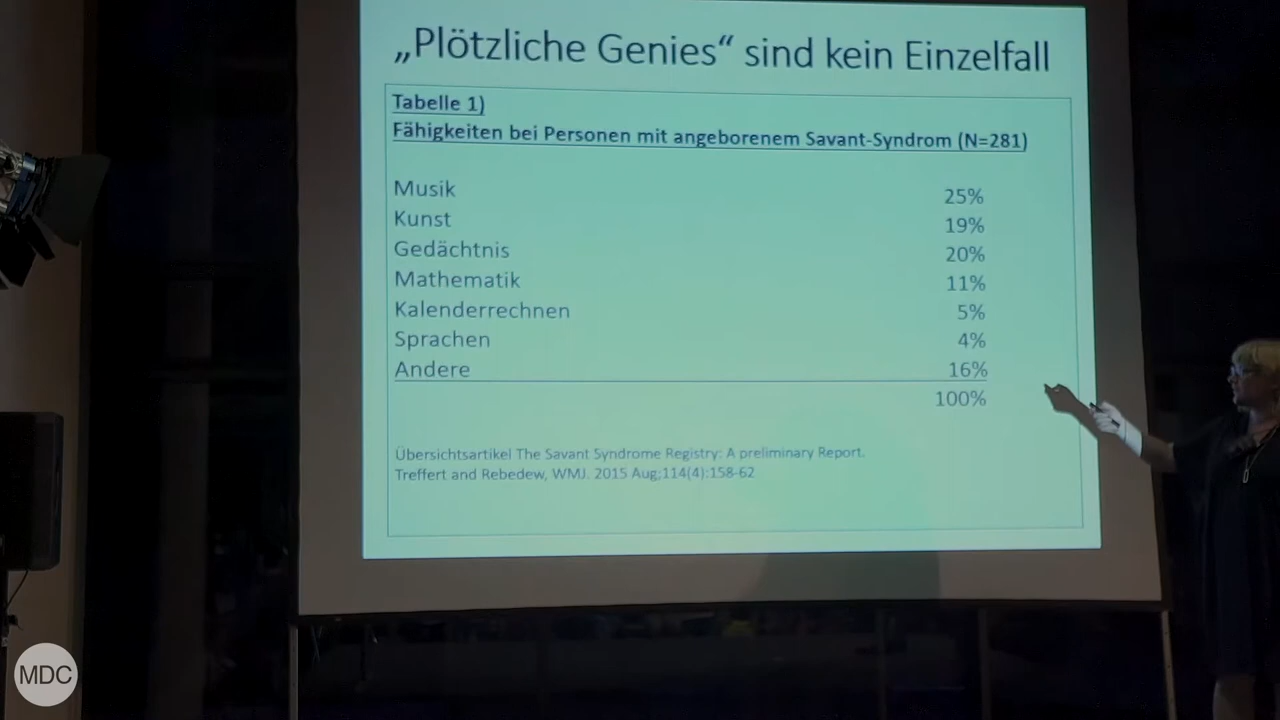 „Plötzliche Genies“ sind kein Einzelfall
Tabelle 1)
Fähigkeiten bei Personen mit angeborenem Savant-Syndrom (N=281)
Musik 25%
Kunst 19%
Gedächtnis 20%
Mathematik 11%
Kalenderrechnen 5%
Sprachen 4%
Andere 16%
100%
Übersichtsartikel The Savant Syndrome Registry: A preliminary Report.
Treffert and Rebedew, WMJ. 2015 Aug;114(4):158-62
MDC